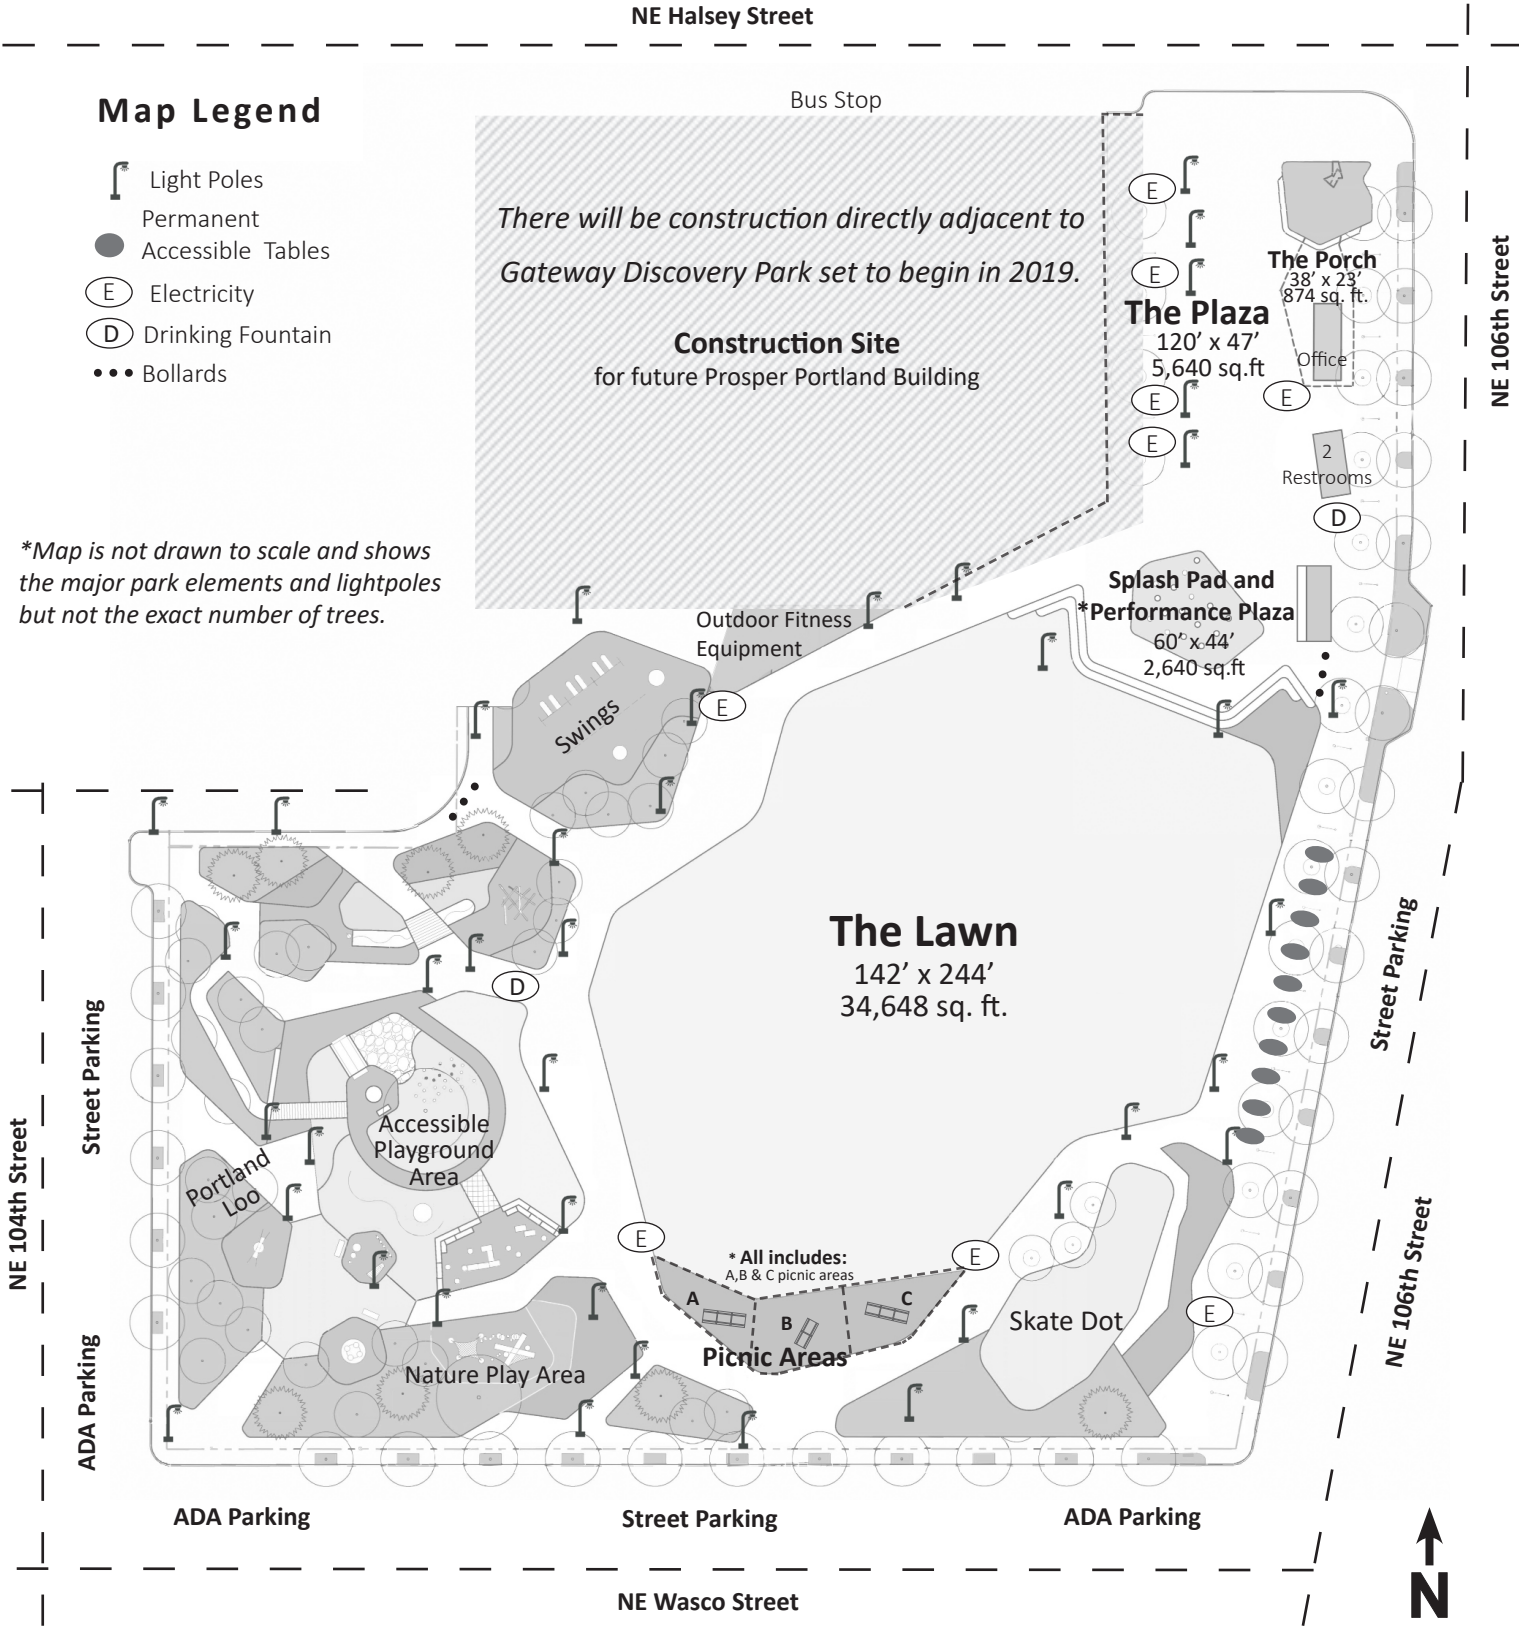 NE Halsey Street
Map Legend
Light Poles
Permanent
Accessible Tables
E Electricity
D Drinking Fountain
Bollards
*Map is not drawn to scale and shows
the major park elements and lightpoles
but not the exact number of trees.
Bus Stop
There will be construction directly adjacent to
Gateway Discovery Park set to begin in 2019.
Construction Site
for future Prosper Portland Building
E
E
The Plaza
120’ x 47’
5,640 sq.ft
E
E
The Porch
38’ x 23’
874 sq. ft.
Office
E
2
Restrooms
D
NE 106th Street
Splash Pad and
*Performance Plaza
60’ x 44’
2,640 sq.ft
Outdoor Fitness
Equipment
Swings
E
The Lawn
142’ x 244’
34,648 sq. ft.
D
Street Parking
Street Parking
NE 104th Street
Accessible
Playground
Area
Portland
Loo
E
E
* All includes:
A,B & C picnic areas
A
B
C
Picnic Areas
Skate Dot
E
NE 106th Street
Nature Play Area
ADA Parking
ADA Parking
Street Parking
ADA Parking
NE Wasco Street
N